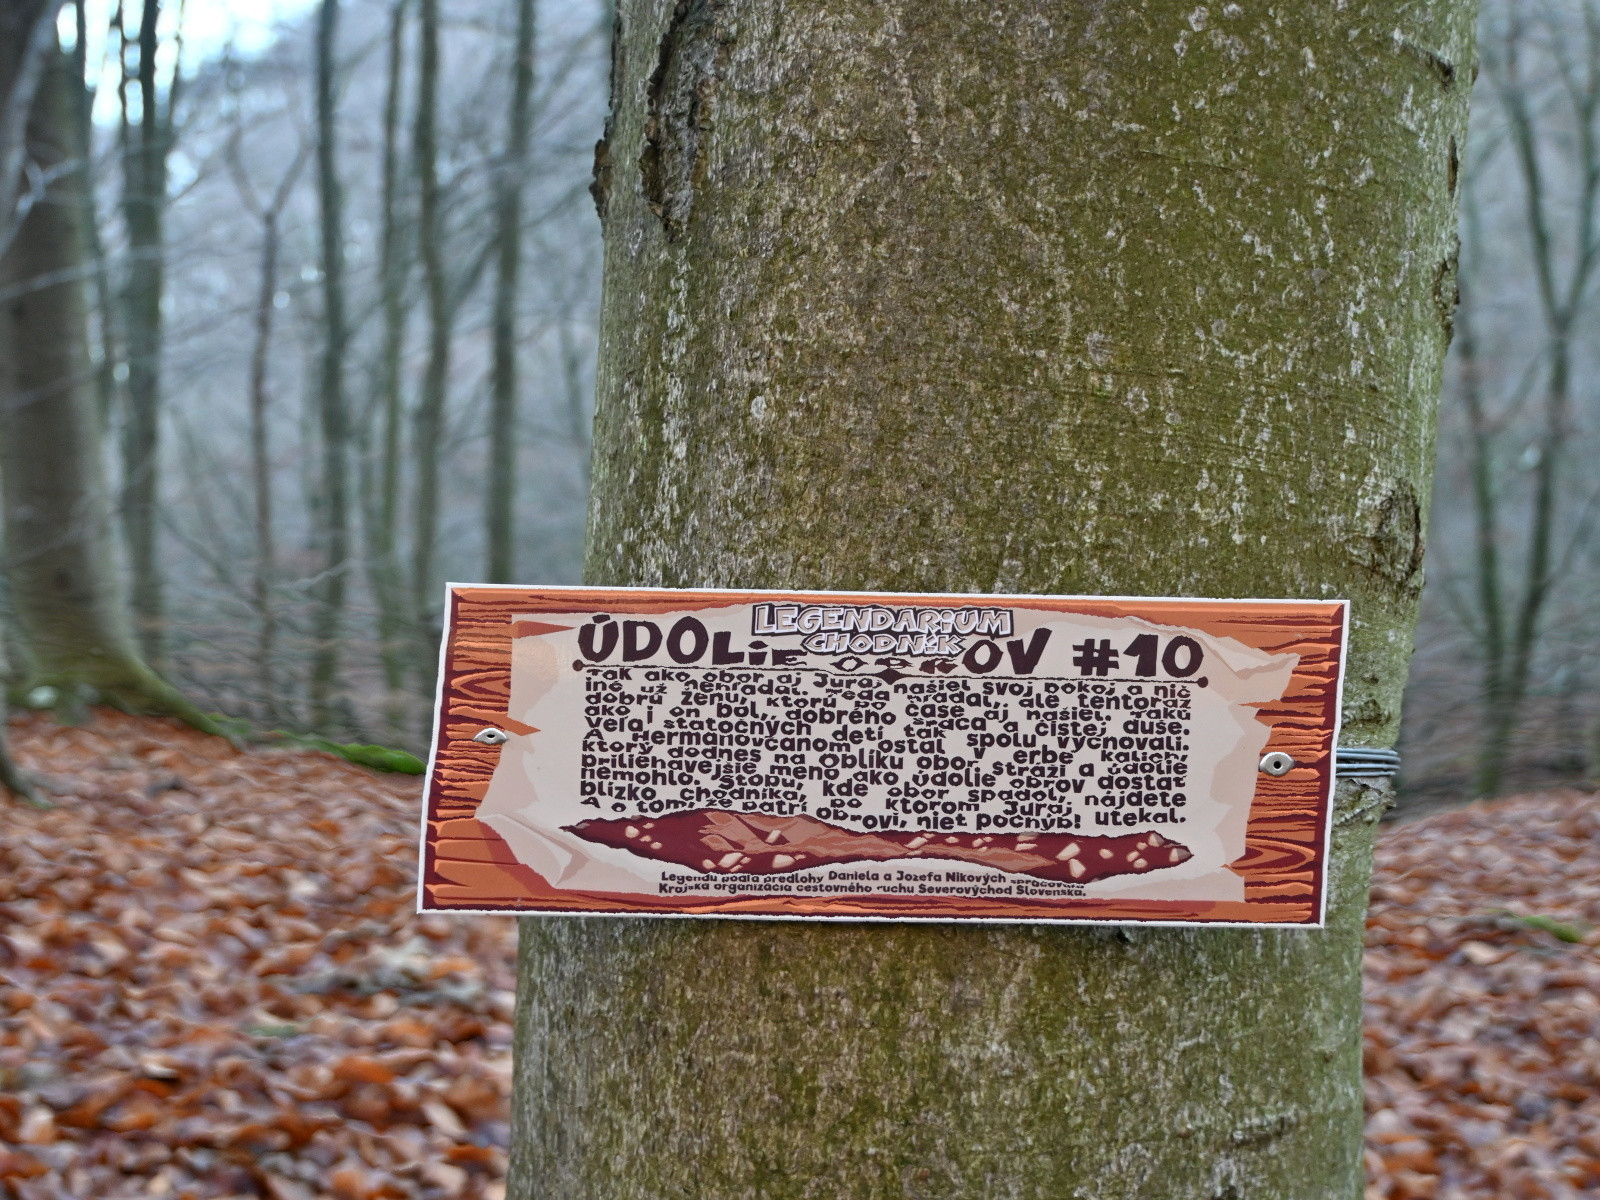 LEGENDARiUM
CHODNÍK
ÚDOLiE OBROV #10
Tak ako obor aj Juraj našiel svoj pokoj a nič
iné už nehľadal. Teda hľadal, ale tentoraz
dobrú ženu, ktorú po čase aj našiel. Takú
ako i on bol, dobrého srdca a čistej duše.
Veľa statočných detí tak spolu vychovali.
A Hermanovčanom ostal v erbe kalich,
ktorý dodnes na Oblíku obor stráži a údolie
priliehavejšie meno ako údolie obrov dostať
nemohlo. Stopu, kde obor spadol, nájdete
blízko chodníka, po ktorom Juraj utekal.
A o tom, že patrí obrovi, niet pochýb!
Legendu podľa predlohy Daniela a Jozefa Nikových spracovala
Krajská organizácia cestovného ruchu Severovýchod Slovenska.